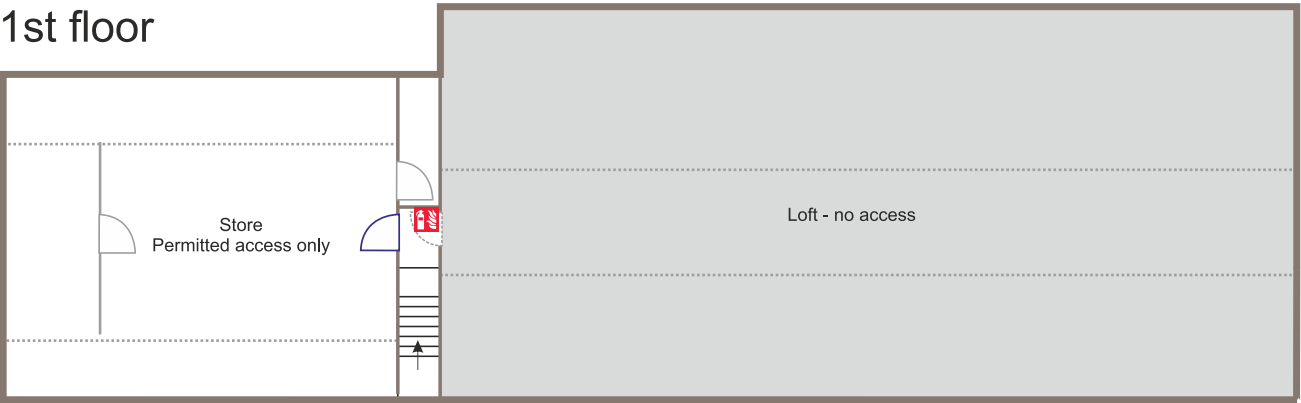 1st floor
Store
Permitted access only
Loft - no access